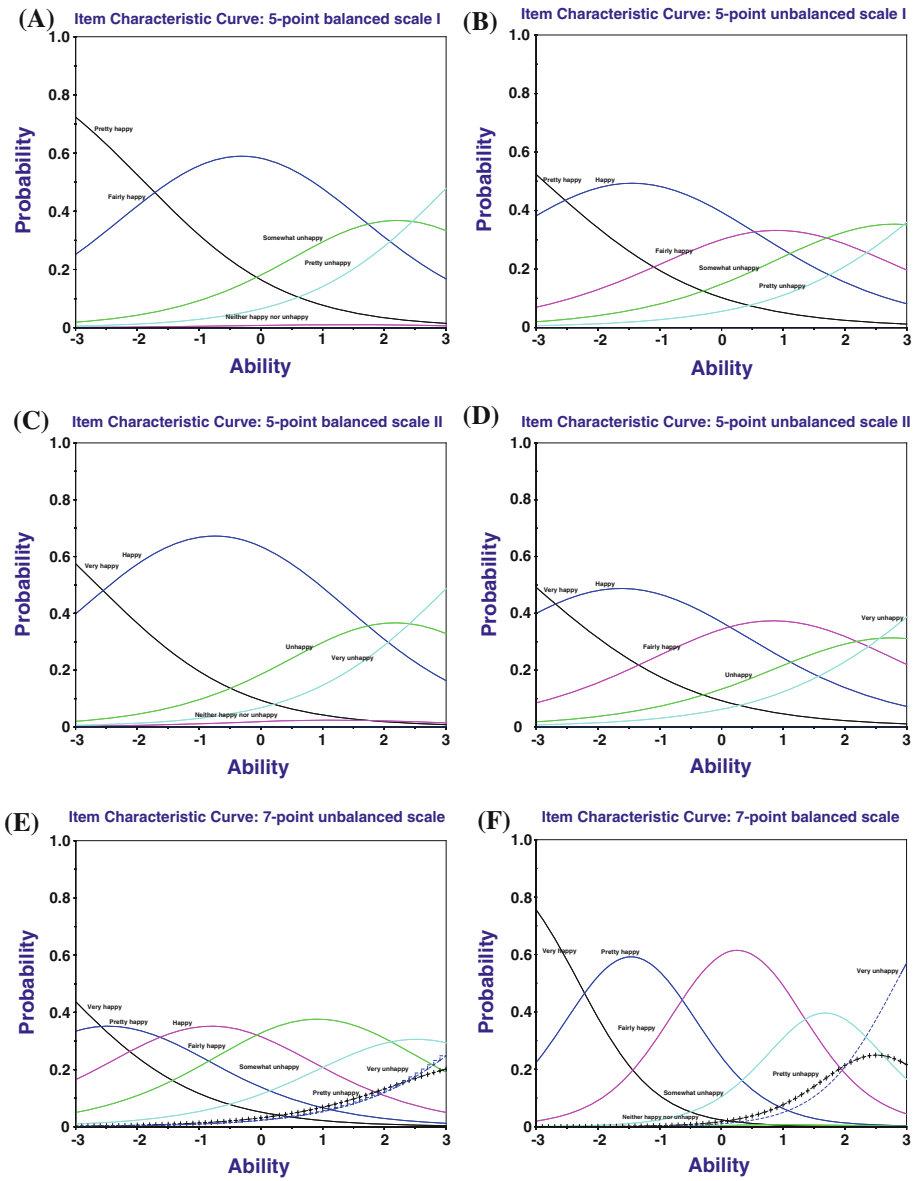 (A)
Item Characteristic Curve: 5-point balanced scale I
1.0
0.8
0.6
0.4
0.2
0
Probability
Pretty happy
Fairly happy
Somewhat unhappy
Pretty unhappy
Neither happy nor unhappy
-3 -2 -1 0 1 2 3
Ability
(B)
Item Characteristic Curve: 5-point unbalanced scale I
1.0
0.8
0.6
0.4
0.2
0
Probability
Pretty happy Happy
Fairly happy
Somewhat unhappy
Pretty unhappy
-3 -2 -1 0 1 2 3
Ability
(C)
Item Characteristic Curve: 5-point balanced scale II
1.0
0.8
0.6
0.4
0.2
0
Probability
Happy
Very happy
Unhappy
Very unhappy
Neither happy nor unhappy
-3 -2 -1 0 1 2 3
Ability
(D)
Item Characteristic Curve: 5-point unbalanced scale II
1.0
0.8
0.6
0.4
0.2
0
Probability
Happy
Very happy
Very unhappy
Fairly happy
Unhappy
-3 -2 -1 0 1 2 3
Ability
(E)
Item Characteristic Curve: 7-point unbalanced scale
1.0
0.8
0.6
0.4
0.2
0
Probability
Very happy
Pretty happy Happy
Fairly happy
Somewhat unhappy
Very unhappy
Pretty unhappy
-3 -2 -1 0 1 2 3
Ability
(F)
Item Characteristic Curve: 7-point balanced scale
1.0
0.8
0.6
0.4
0.2
0
Probability
Very happy Pretty happy
Very unhappy
Fairly happy
Pretty unhappy
Somewhat unhappy
Neither happy nor unhappy
-3 -2 -1 0 1 2 3
Ability